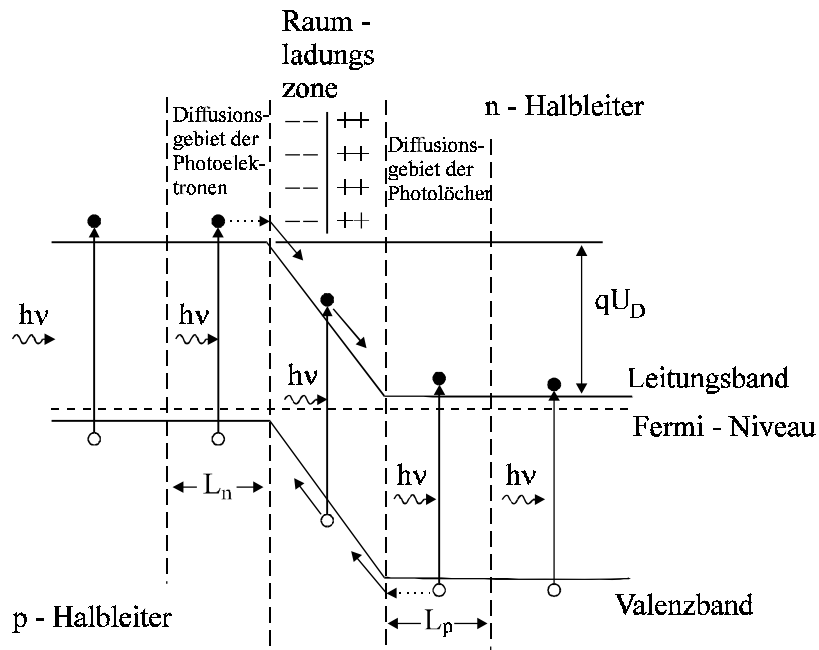 Raum -
ladungs
zone
n - Halbleiter
Diffusions-
gebiet der
Photoelek-
tronen
−− ++
−− ++
−− ++
−− ++
Diffusions-
gebiet der
Photolöcher
qU_D
hν
hν
hν
Leitungsband
Fermi - Niveau
L_n
hν
hν
p - Halbleiter
L_p
Valenzband